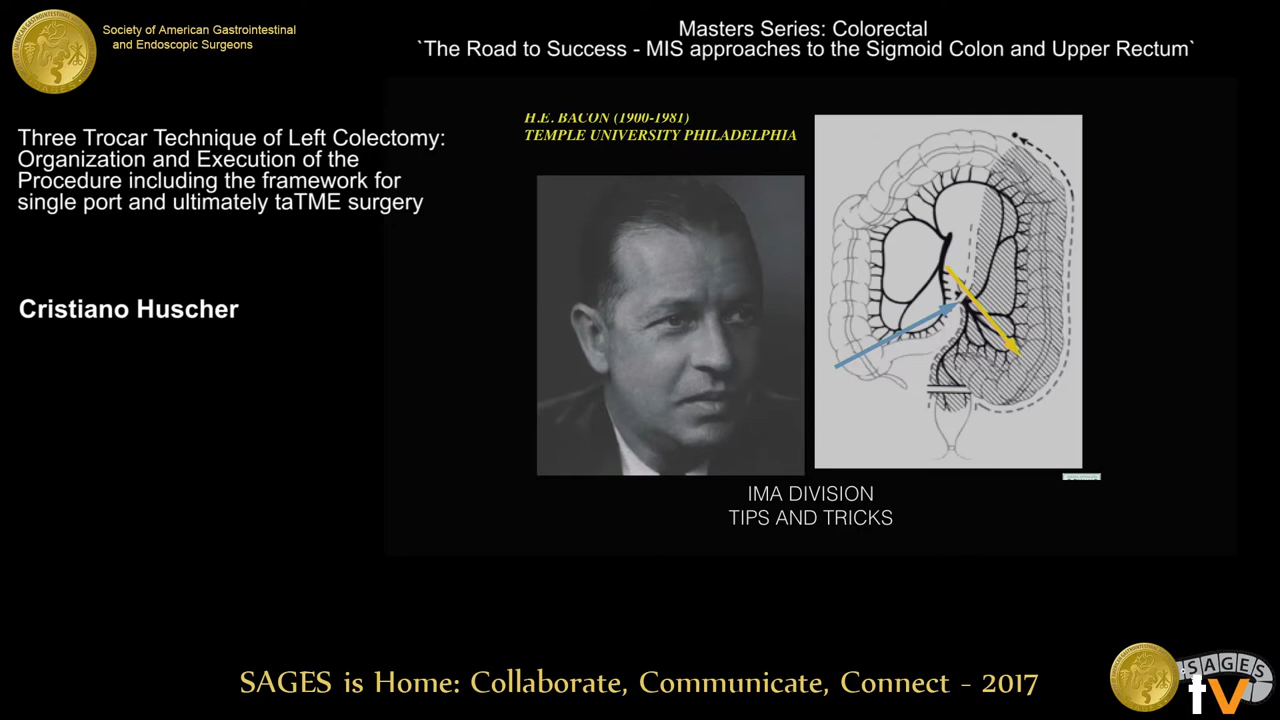 Society of American Gastrointestinal
and Endoscopic Surgeons
Masters Series: Colorectal
`The Road to Success - MIS approaches to the Sigmoid Colon and Upper Rectum`
Three Trocar Technique of Left Colectomy:
Organization and Execution of the
Procedure including the framework for
single port and ultimately taTME surgery
Cristiano Huscher
H.E. BACON (1900-1981)
TEMPLE UNIVERSITY PHILADELPHIA
IMA DIVISION
TIPS AND TRICKS
SAGES is Home: Collaborate, Communicate, Connect - 2017
SAGES
tv